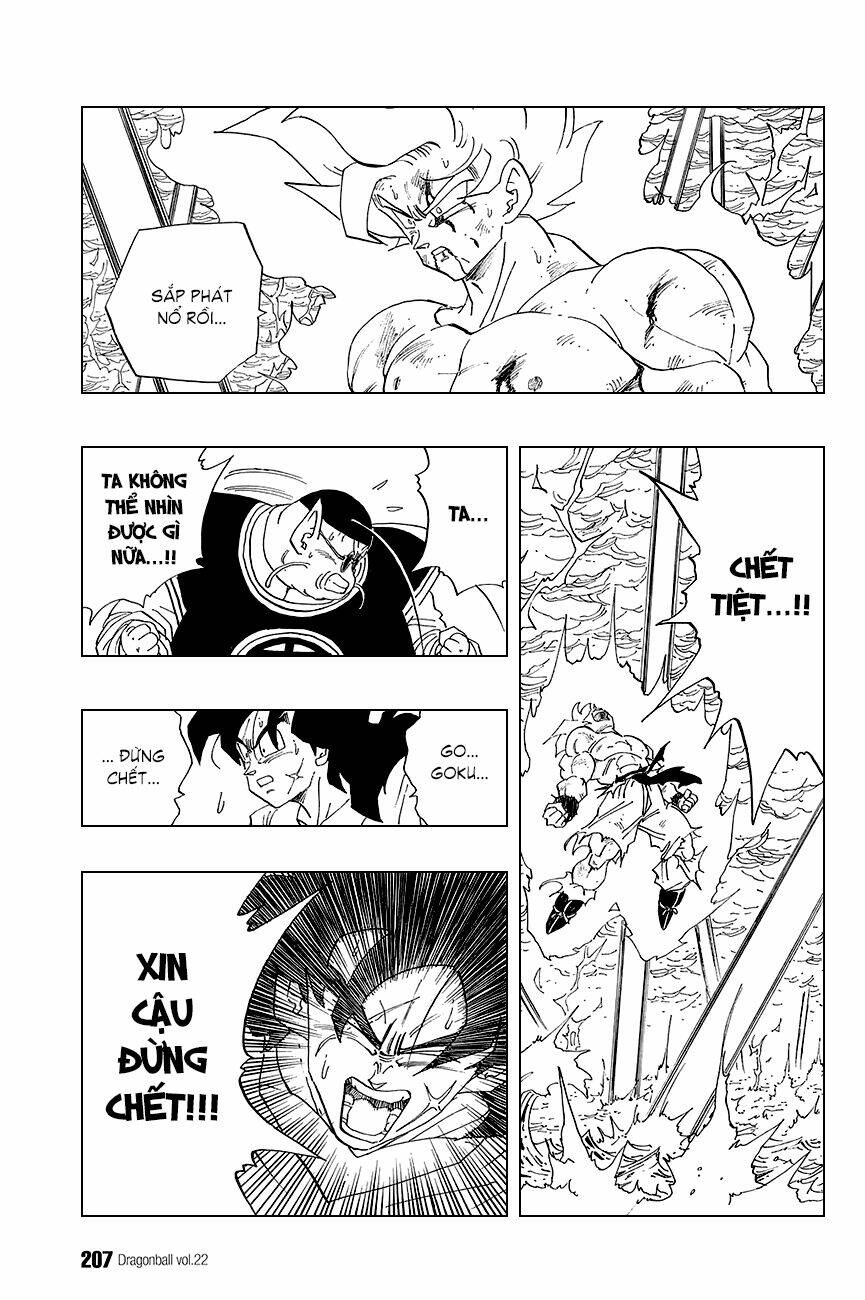 SẮP PHÁT
NỔ RỒI...
CHẾT
TIỆT...!!
TA...
TA KHÔNG
THỂ NHÌN
ĐƯỢC GÌ
NỮA...!!
GO...
GOKU...
... ĐỪNG
CHẾT...
XIN
CẬU
ĐỪNG
CHẾT!!!
207 Dragonball vol.22